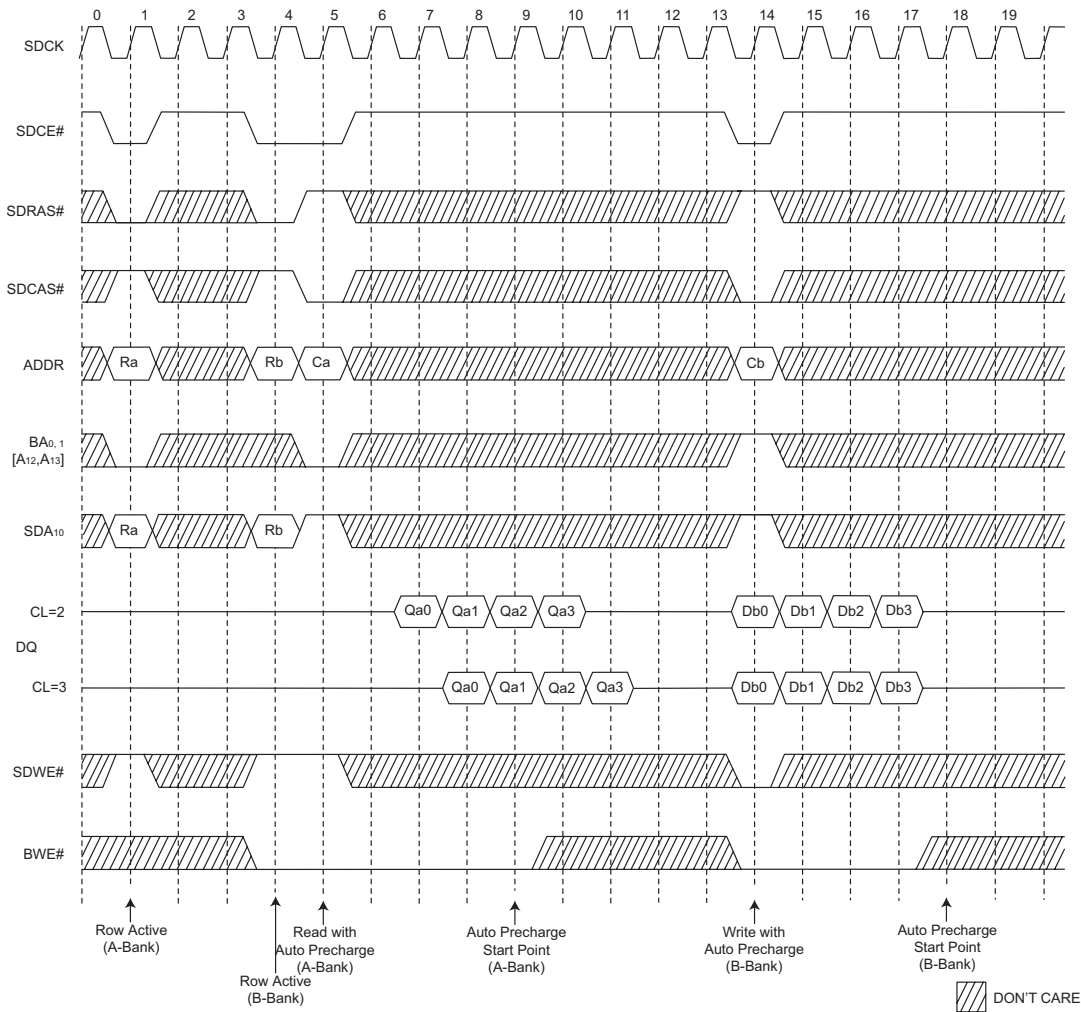 0 1 2 3 4 5 6 7 8 9 10 11 12 13 14 15 16 17 18 19
SDCK
SDCE#
SDRAS#
SDCAS#
ADDR Ra Rb Ca Cb
BA0, 1
[A12,A13]
SDA10 Ra Rb
CL=2 Qa0 Qa1 Qa2 Qa3 Db0 Db1 Db2 Db3
DQ
CL=3 Qa0 Qa1 Qa2 Qa3 Db0 Db1 Db2 Db3
SDWE#
BWE#
Row Active
(A-Bank)
Row Active
(B-Bank)
Read with
Auto Precharge
(A-Bank)
Auto Precharge
Start Point
(A-Bank)
Write with
Auto Precharge
(B-Bank)
Auto Precharge
Start Point
(B-Bank)
DON'T CARE